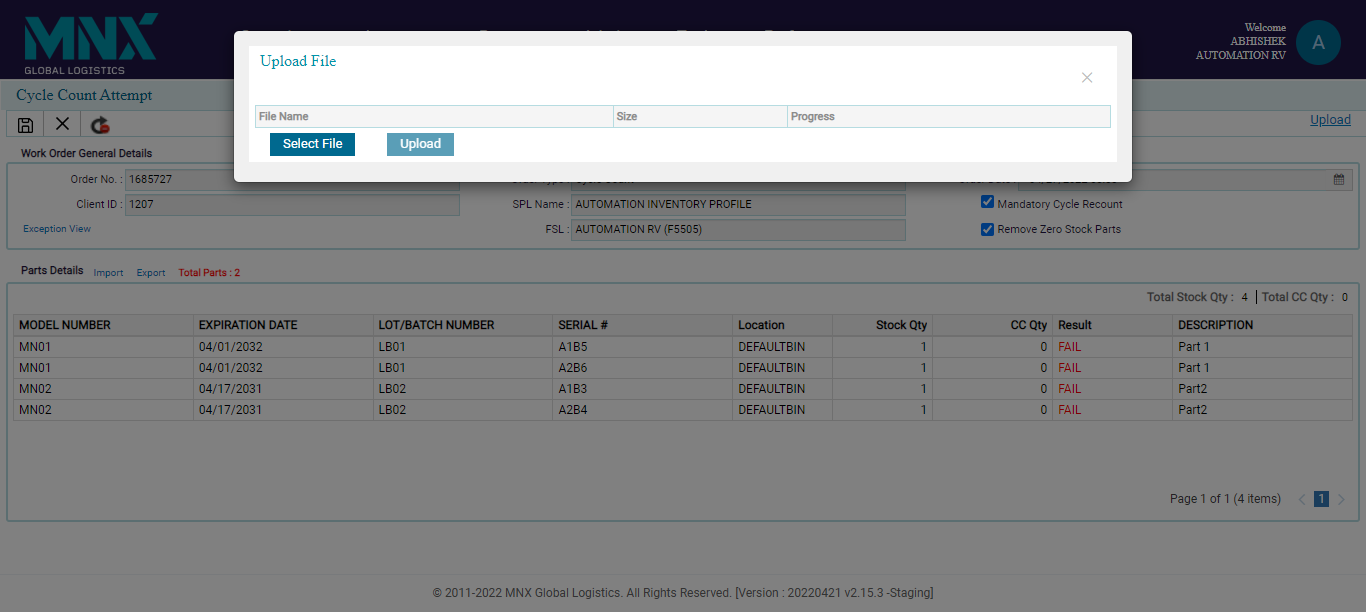 MNX
GLOBAL LOGISTICS
Welcome
ABHISHEK
AUTOMATION RV
A
Upload File
File Name Size Progress
Select File Upload
Cycle Count Attempt
Upload
Work Order General Details
Order No. : 1685727
Client ID : 1207 SPL Name : AUTOMATION INVENTORY PROFILE Mandatory Cycle Recount
Exception View FSL : AUTOMATION RV (F5505) Remove Zero Stock Parts
Parts Details Import Export Total Parts : 2
Total Stock Qty : 4 Total CC Qty : 0
MODEL NUMBER EXPIRATION DATE LOT/BATCH NUMBER SERIAL # Location Stock Qty CC Qty Result DESCRIPTION
MN01 04/01/2032 LB01 A1B5 DEFAULTBIN 1 0 FAIL Part 1
MN01 04/01/2032 LB01 A2B6 DEFAULTBIN 1 0 FAIL Part 1
MN02 04/17/2031 LB02 A1B3 DEFAULTBIN 1 0 FAIL Part2
MN02 04/17/2031 LB02 A2B4 DEFAULTBIN 1 0 FAIL Part2
Page 1 of 1 (4 items) 1
© 2011-2022 MNX Global Logistics. All Rights Reserved. [Version : 20220421 v2.15.3 -Staging]